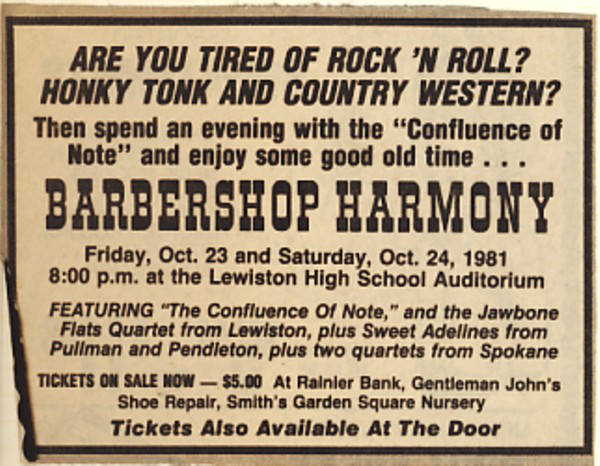 ARE YOU TIRED OF ROCK 'N ROLL?
HONKY TONK AND COUNTRY WESTERN?
Then spend an evening with the "Confluence of
Note" and enjoy some good old time . . .
BARBERSHOP HARMONY
Friday, Oct. 23 and Saturday, Oct. 24, 1981
8:00 p.m. at the Lewiston High School Auditorium
FEATURING "The Confluence Of Note," and the Jawbone
Flats Quartet from Lewiston, plus Sweet Adelines from
Pullman and Pendleton, plus two quartets from Spokane
TICKETS ON SALE NOW — $5.00 At Rainier Bank, Gentleman John's
Shoe Repair, Smith's Garden Square Nursery
Tickets Also Available At The Door